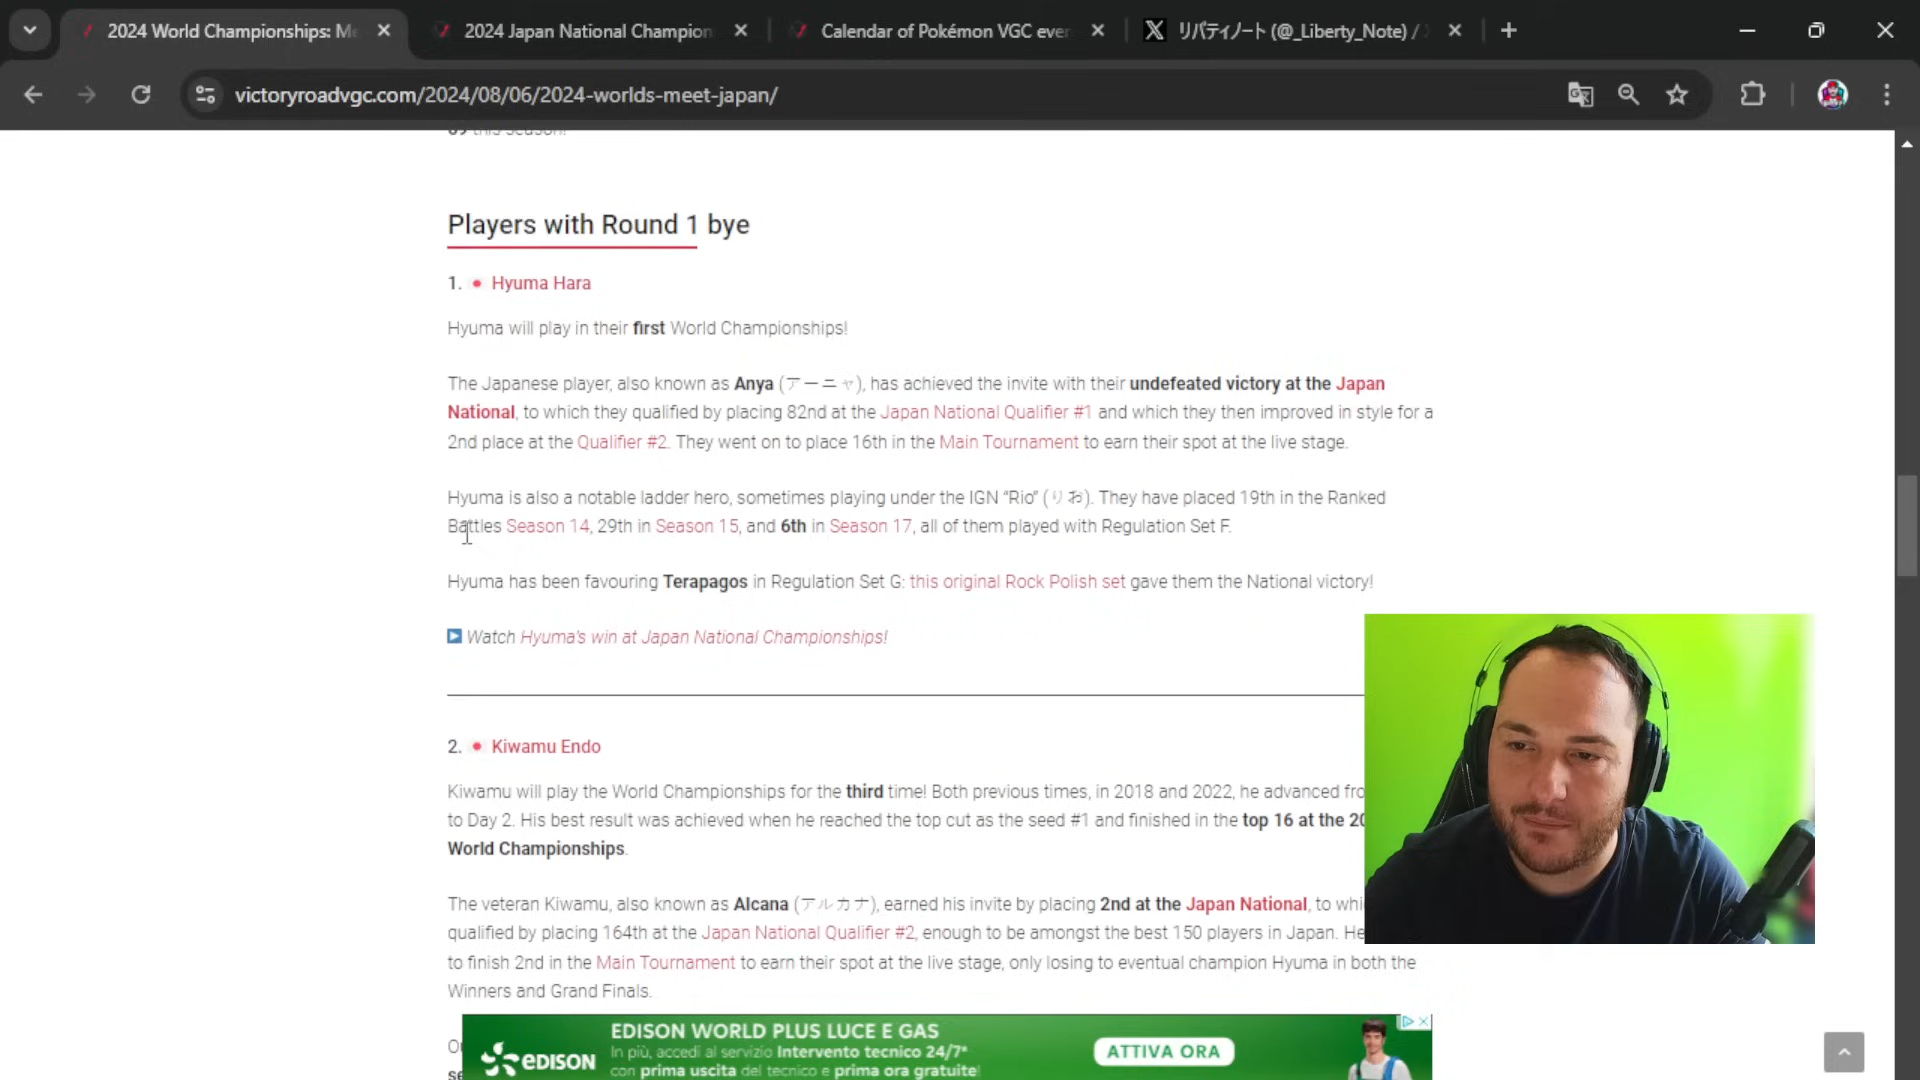 2024 World Championships: Me
2024 Japan National Champion
Calendar of Pokémon VGC ever
リバティノート (@_Liberty_Note) /
victoryroadvgc.com/2024/08/06/2024-worlds-meet-japan/
69 this season!
Players with Round 1 bye
1. Hyuma Hara
Hyuma will play in their first World Championships!
The Japanese player, also known as Anya (アーニャ), has achieved the invite with their undefeated victory at the Japan
National, to which they qualified by placing 82nd at the Japan National Qualifier #1 and which they then improved in style for a
2nd place at the Qualifier #2. They went on to place 16th in the Main Tournament to earn their spot at the live stage.
Hyuma is also a notable ladder hero, sometimes playing under the IGN “Rio” (りお). They have placed 19th in the Ranked
Battles Season 14, 29th in Season 15, and 6th in Season 17, all of them played with Regulation Set F.
Hyuma has been favouring Terapagos in Regulation Set G: this original Rock Polish set gave them the National victory!
Watch Hyuma's win at Japan National Championships!
2. Kiwamu Endo
Kiwamu will play the World Championships for the third time! Both previous times, in 2018 and 2022, he advanced fro
to Day 2. His best result was achieved when he reached the top cut as the seed #1 and finished in the top 16 at the 20
World Championships.
The veteran Kiwamu, also known as Alcana (アルカナ), earned his invite by placing 2nd at the Japan National, to whi
qualified by placing 164th at the Japan National Qualifier #2, enough to be amongst the best 150 players in Japan. He
to finish 2nd in the Main Tournament to earn their spot at the live stage, only losing to eventual champion Hyuma in both the
Winners and Grand Finals.
EDISON WORLD PLUS LUCE E GAS
In più, accedi al servizio Intervento tecnico 24/7*
con prima uscita del tecnico e prima ora gratuite!
EDISON
ATTIVA ORA